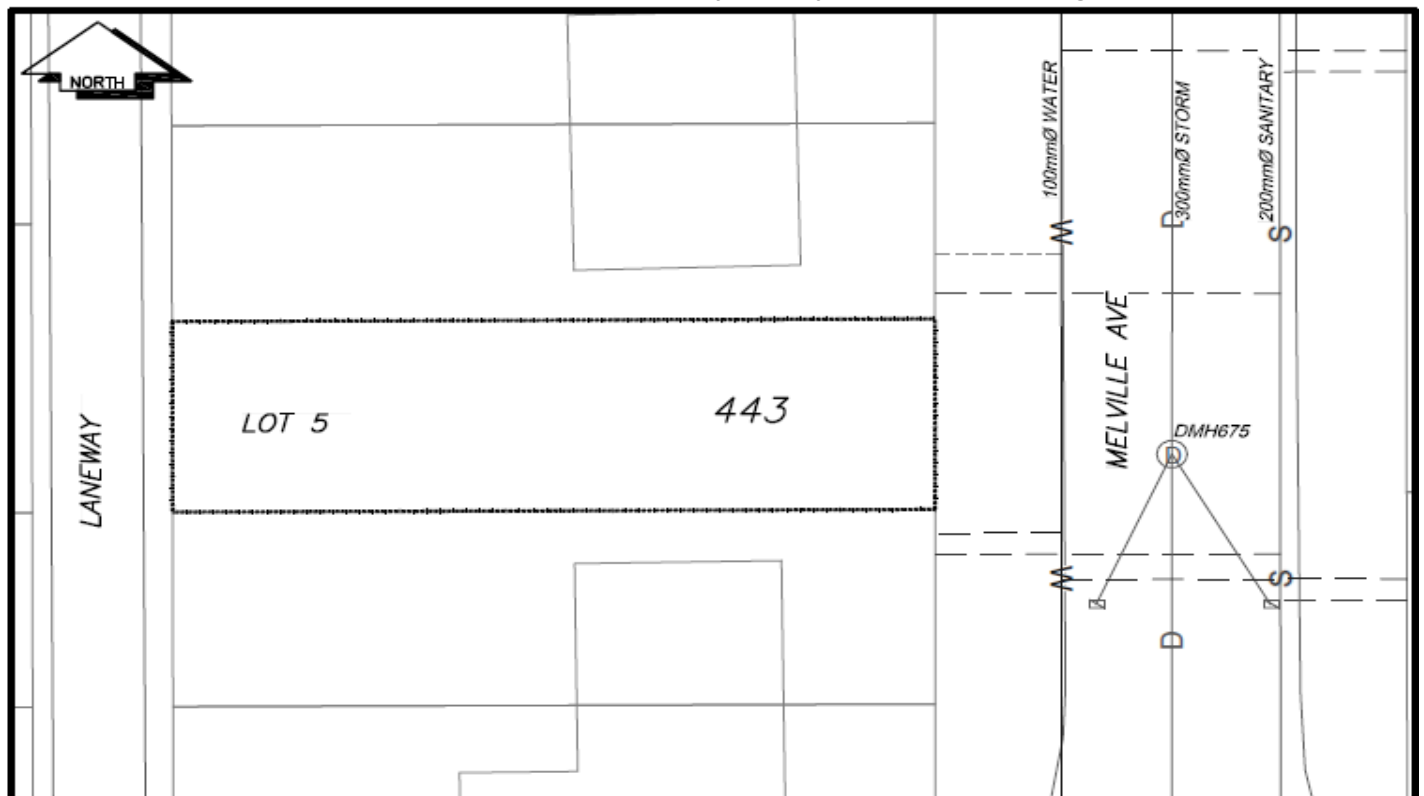 NORTH
100mmØ WATER
300mmØ STORM
200mmØ SANITARY
W
D
S
MELVILLE AVE
443
LOT 5
DMH675
D
LANEWAY
W
S
D